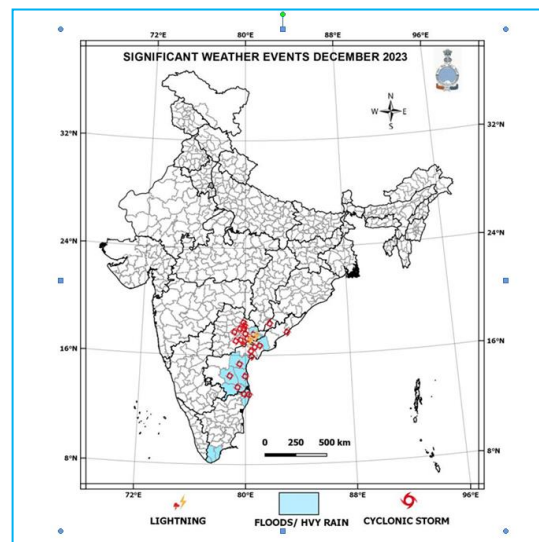 SIGNIFICANT WEATHER EVENTS DECEMBER 2023
72°E 80°E 88°E 96°E
N
W E
S
32°N 32°N
24°N 24°N
16°N 16°N
8°N 8°N
0 250 500 km
72°E 80°E 88°E 96°E
LIGHTNING FLOODS/ HVY RAIN CYCLONIC STORM